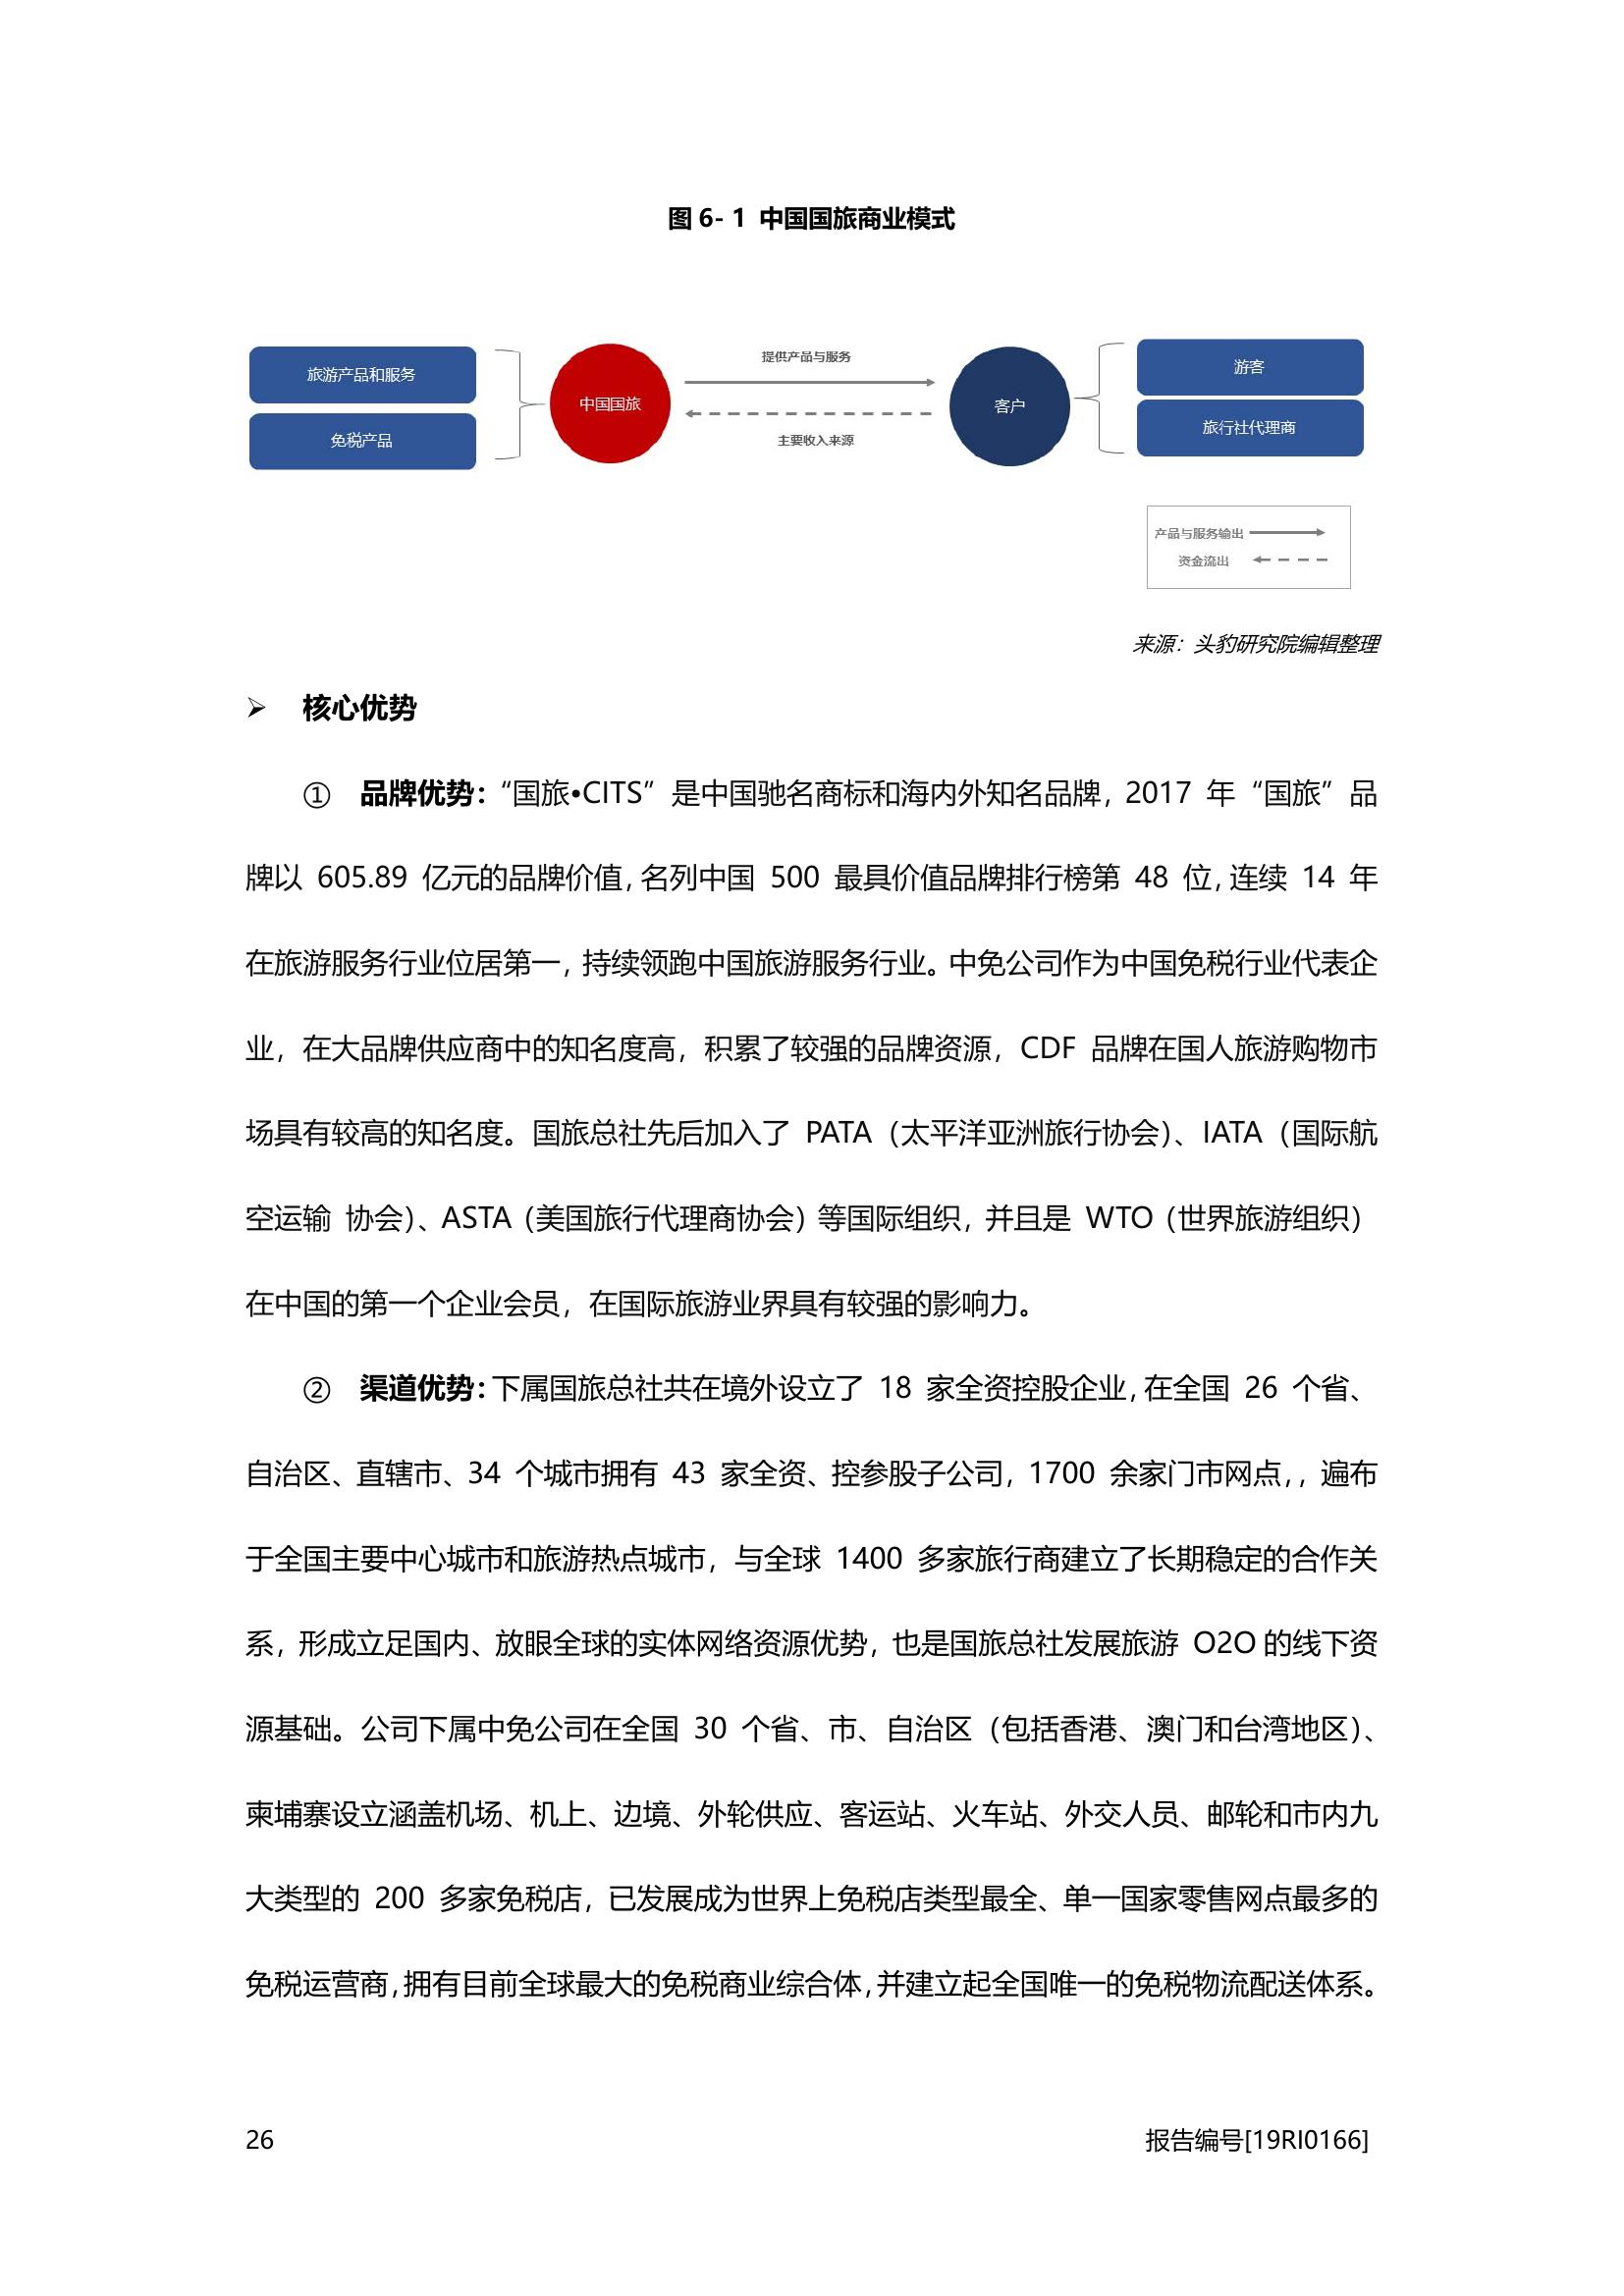 图 6- 1 中国国旅商业模式
旅游产品和服务
免税产品
中国国旅
提供产品与服务
主要收入来源
客户
游客
旅行社代理商
产品与服务输出
资金流出
来源：头豹研究院编辑整理
➢ 核心优势
① 品牌优势：“国旅•CITS”是中国驰名商标和海内外知名品牌，2017 年“国旅”品
牌以 605.89 亿元的品牌价值，名列中国 500 最具价值品牌排行榜第 48 位，连续 14 年
在旅游服务行业位居第一，持续领跑中国旅游服务行业。中免公司作为中国免税行业代表企
业，在大品牌供应商中的知名度高，积累了较强的品牌资源，CDF 品牌在国人旅游购物市
场具有较高的知名度。国旅总社先后加入了 PATA（太平洋亚洲旅行协会）、IATA（国际航
空运输 协会）、ASTA（美国旅行代理商协会）等国际组织，并且是 WTO（世界旅游组织）
在中国的第一个企业会员，在国际旅游业界具有较强的影响力。
② 渠道优势：下属国旅总社共在境外设立了 18 家全资控股企业，在全国 26 个省、
自治区、直辖市、34 个城市拥有 43 家全资、控参股子公司，1700 余家门市网点，，遍布
于全国主要中心城市和旅游热点城市，与全球 1400 多家旅行商建立了长期稳定的合作关
系，形成立足国内、放眼全球的实体网络资源优势，也是国旅总社发展旅游 O2O 的线下资
源基础。公司下属中免公司在全国 30 个省、市、自治区（包括香港、澳门和台湾地区）、
柬埔寨设立涵盖机场、机上、边境、外轮供应、客运站、火车站、外交人员、邮轮和市内九
大类型的 200 多家免税店，已发展成为世界上免税店类型最全、单一国家零售网点最多的
免税运营商，拥有目前全球最大的免税商业综合体，并建立起全国唯一的免税物流配送体系。
26
报告编号[19RI0166]